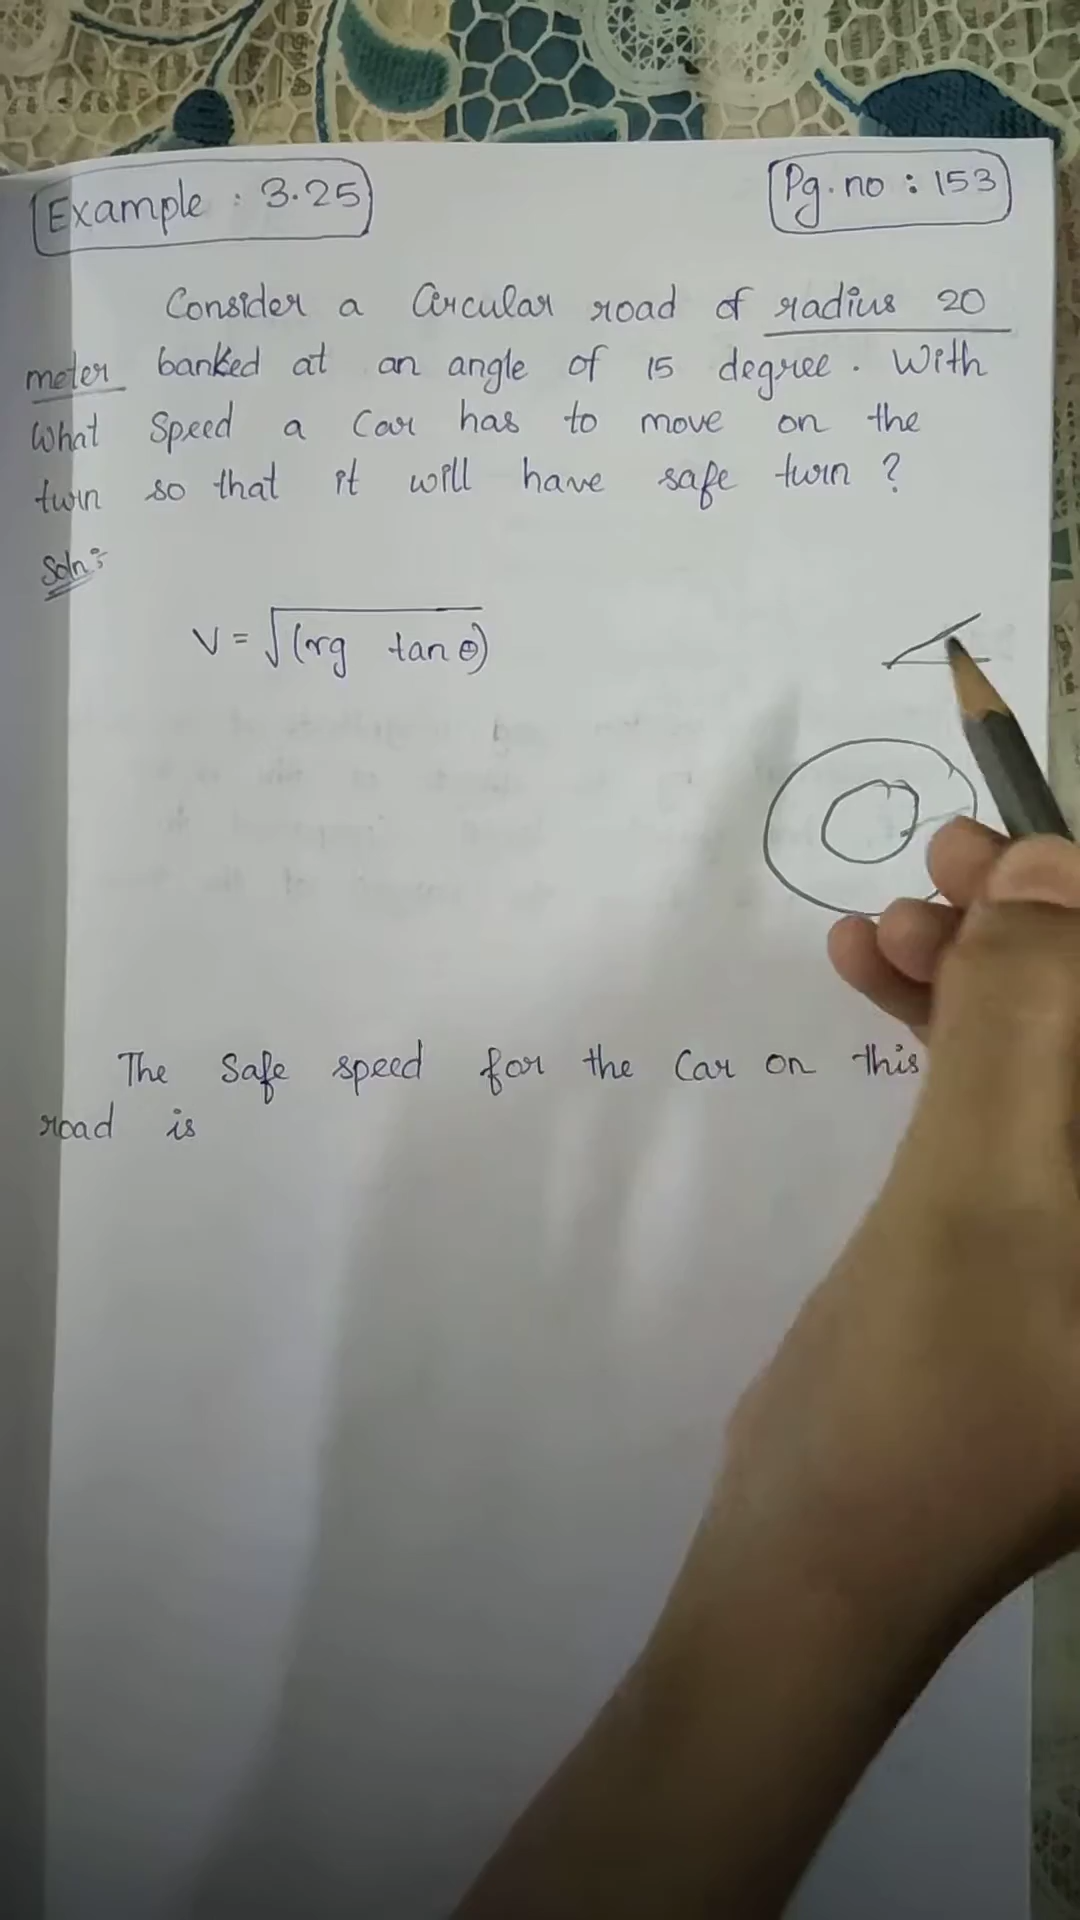 Example : 3.25
Pg.no : 153
Consider a Circular road of radius 20
meter banked at an angle of 15 degree. With
What Speed a Car has to move on the
turn so that it will have safe turn ?
Soln:
V = √(rg tan θ)
The Safe speed for the Car on this
road is